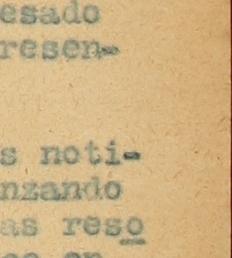 esado
resen-
s noti-
nzando
as reso